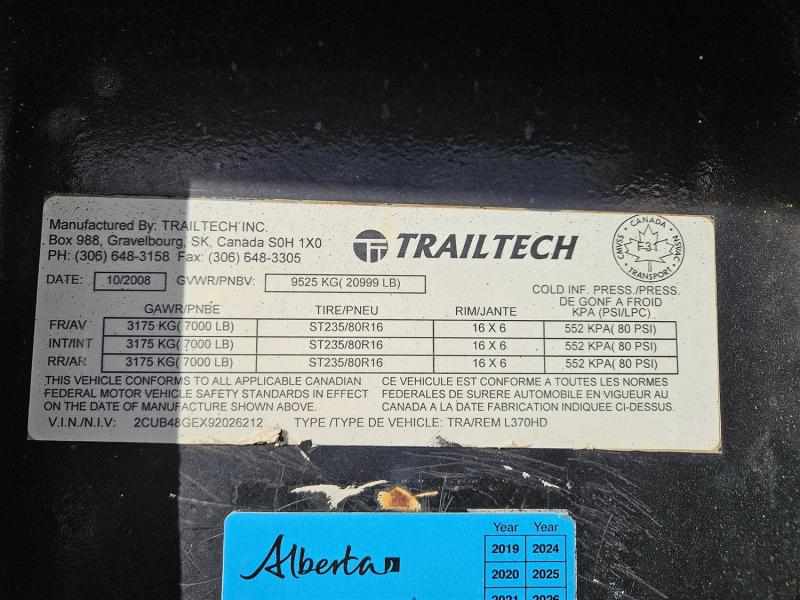 Manufactured By: TRAILTECH INC.
Box 988, Gravelbourg, SK, Canada S0H 1X0
PH: (306) 648-3158 Fax: (306) 648-3305
TRAILTECH
CANADA
CMVSS NSVAC
E31
TRANSPORT
DATE: 10/2008 GVWR/PNBV: 9525 KG( 20999 LB)
COLD INF. PRESS./PRESS.
DE GONF A FROID
GAWR/PNBE TIRE/PNEU RIM/JANTE KPA (PSI/LPC)
FR/AV 3175 KG( 7000 LB) ST235/80R16 16 X 6 552 KPA( 80 PSI)
INT/INT 3175 KG( 7000 LB) ST235/80R16 16 X 6 552 KPA( 80 PSI)
RR/AR 3175 KG( 7000 LB) ST235/80R16 16 X 6 552 KPA( 80 PSI)
THIS VEHICLE CONFORMS TO ALL APPLICABLE CANADIAN
FEDERAL MOTOR VEHICLE SAFETY STANDARDS IN EFFECT
ON THE DATE OF MANUFACTURE SHOWN ABOVE.
CE VEHICULE EST CONFORME A TOUTES LES NORMES
FEDERALES DE SURERE AUTOMOBILE EN VIGUEUR AU
CANADA A LA DATE FABRICATION INDIQUEE CI-DESSUS.
V.I.N./N.I.V: 2CUB48GEX92026212 TYPE /TYPE DE VEHICULE: TRA/REM L370HD
Alberta
Year Year
2019 2024
2020 2025
2021 2026